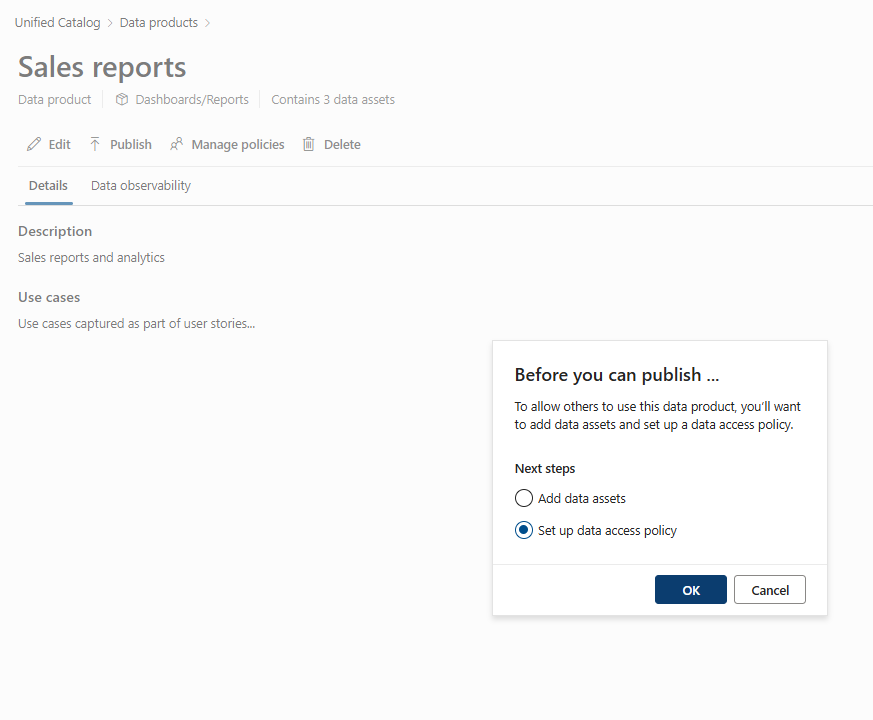 Unified Catalog > Data products >
Sales reports
Data product Dashboards/Reports Contains 3 data assets
Edit Publish Manage policies Delete
Details Data observability
Description
Sales reports and analytics
Use cases
Use cases captured as part of user stories...
Before you can publish ...
To allow others to use this data product, you'll want
to add data assets and set up a data access policy.
Next steps
Add data assets
Set up data access policy
OK Cancel